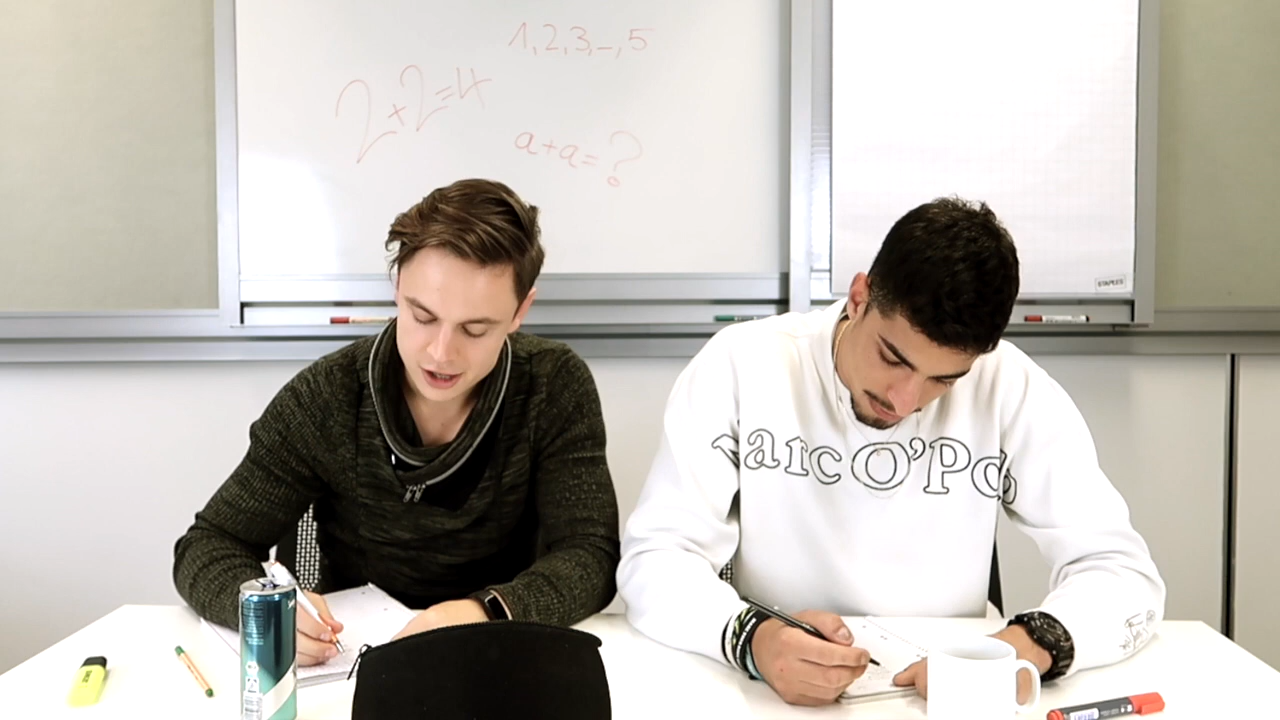 1,2,3,_,5
2+2=4
a+a=?
STAPLES
arc O'Po